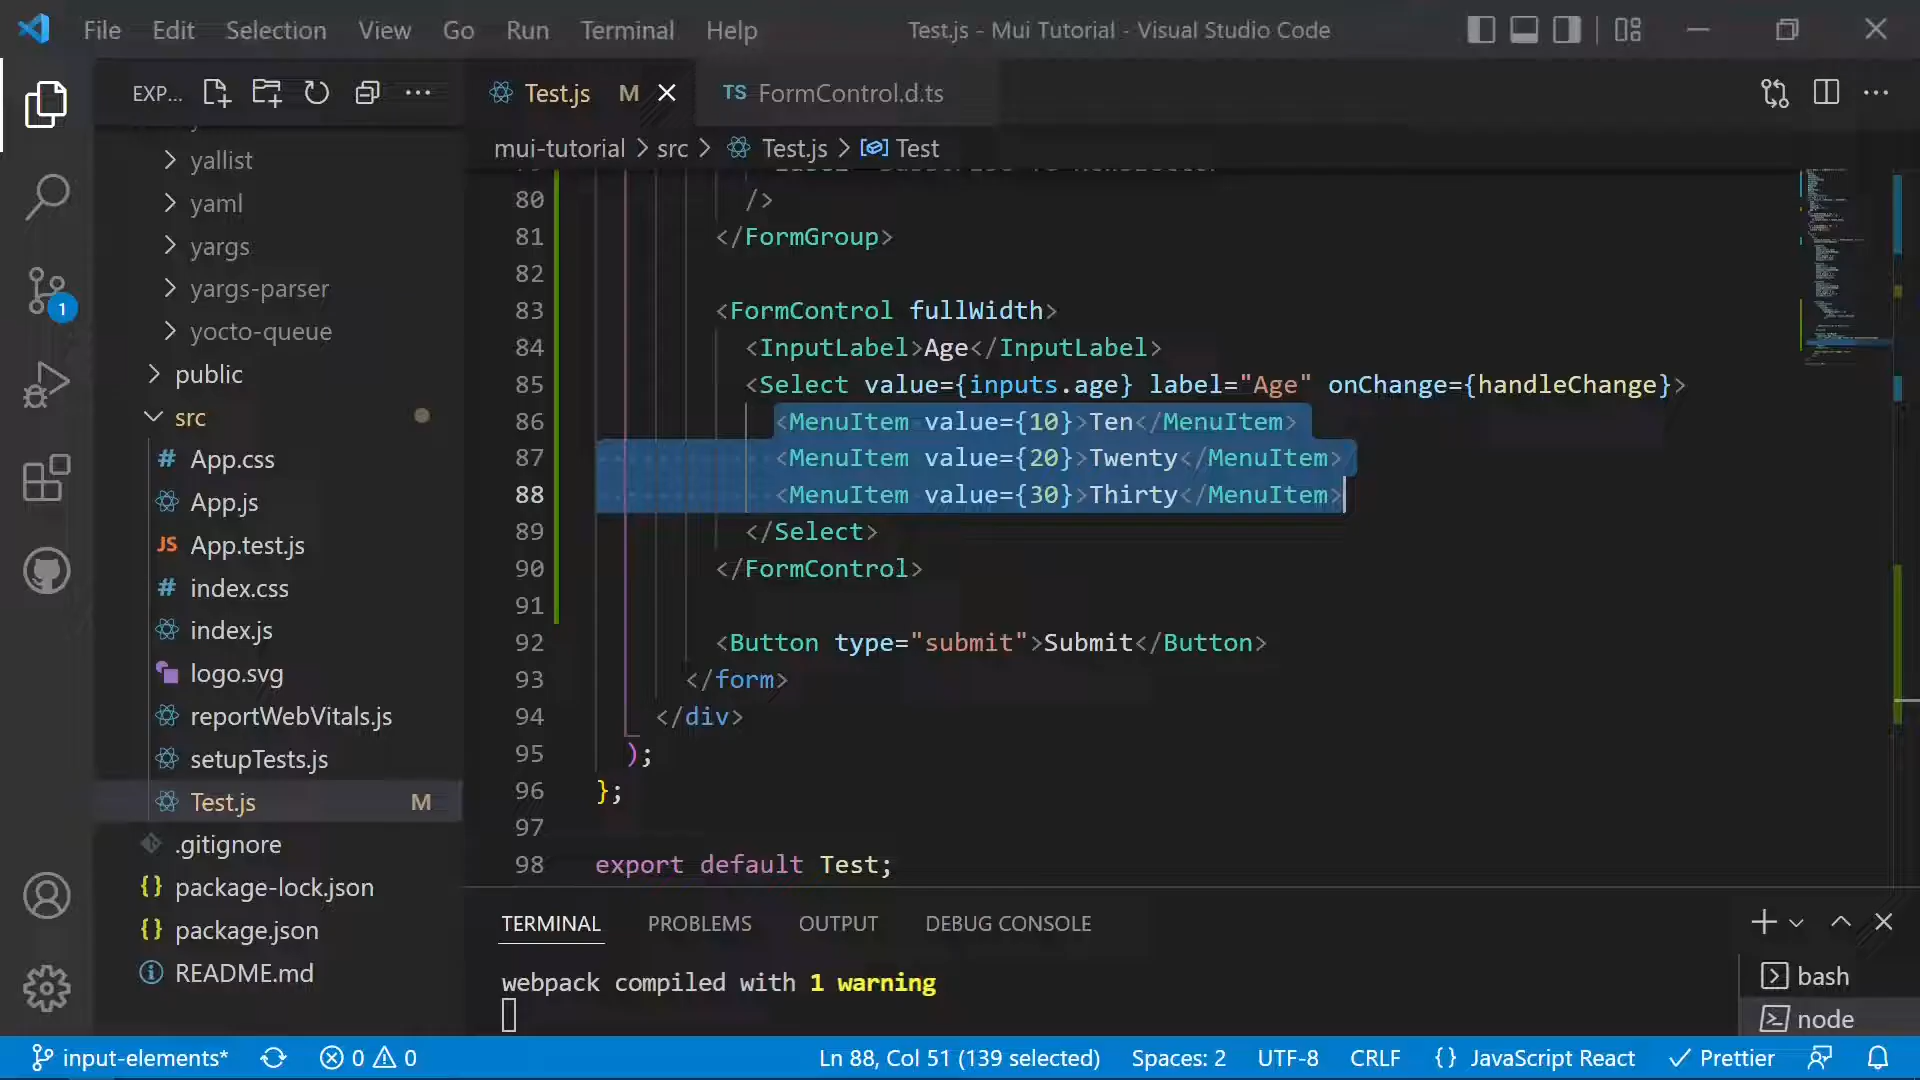 File Edit Selection View Go Run Terminal Help Test.js - Mui Tutorial - Visual Studio Code
EXP...
Test.js M
TS FormControl.d.ts
mui-tutorial > src > Test.js > Test
yallist
yaml
yargs
yargs-parser
yocto-queue
public
src
# App.css
App.js
JS App.test.js
# index.css
index.js
logo.svg
reportWebVitals.js
setupTests.js
Test.js M
.gitignore
{} package-lock.json
{} package.json
README.md
1
80 />
81 </FormGroup>
82
83 <FormControl fullWidth>
84 <InputLabel>Age</InputLabel>
85 <Select value={inputs.age} label="Age" onChange={handleChange}>
86 <MenuItem value={10}>Ten</MenuItem>
87 <MenuItem value={20}>Twenty</MenuItem>
88 <MenuItem value={30}>Thirty</MenuItem>
89 </Select>
90 </FormControl>
91
92 <Button type="submit">Submit</Button>
93 </form>
94 </div>
95 );
96 };
97
98 export default Test;
TERMINAL PROBLEMS OUTPUT DEBUG CONSOLE
webpack compiled with 1 warning
bash
node
input-elements* 0 0 Ln 88, Col 51 (139 selected) Spaces: 2 UTF-8 CRLF {} JavaScript React Prettier